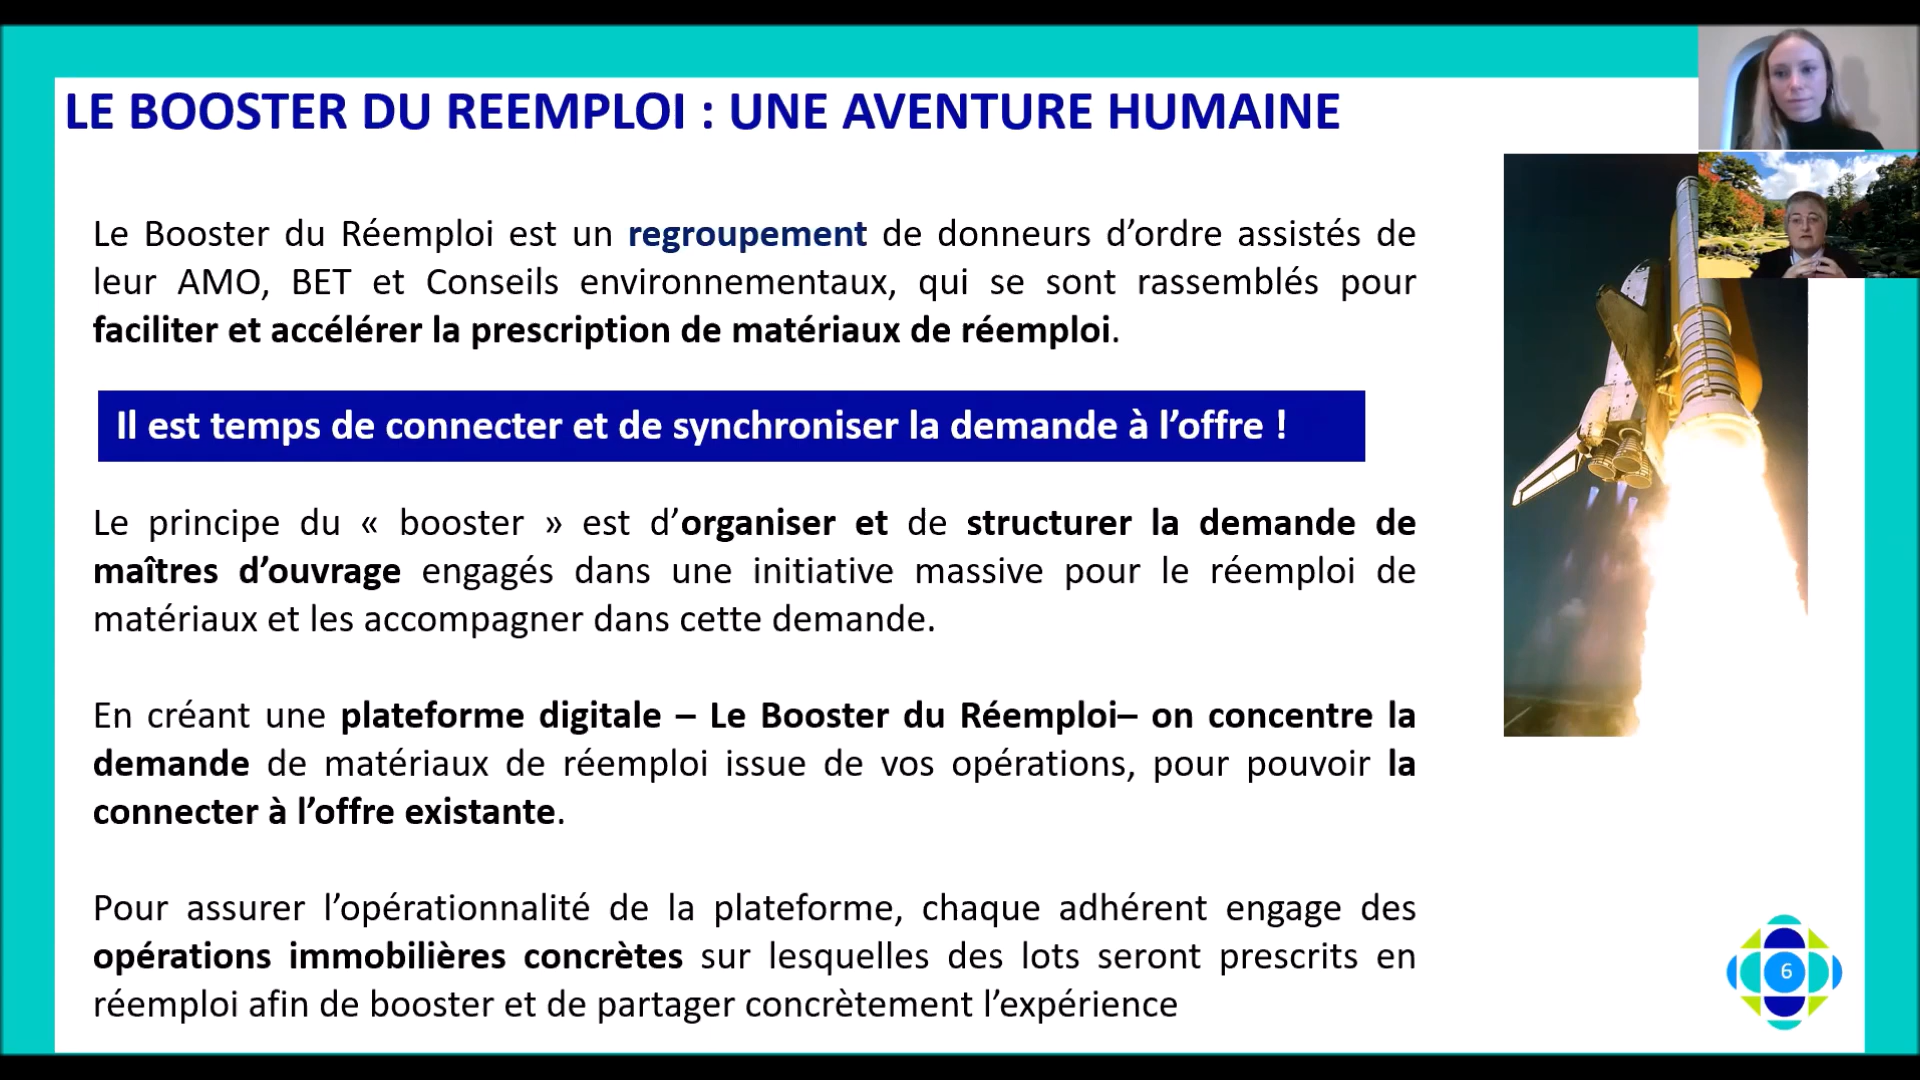 LE BOOSTER DU REEMPLOI : UNE AVENTURE HUMAINE
Le Booster du Réemploi est un regroupement de donneurs d’ordre assistés de
leur AMO, BET et Conseils environnementaux, qui se sont rassemblés pour
faciliter et accélérer la prescription de matériaux de réemploi.
Il est temps de connecter et de synchroniser la demande à l’offre !
Le principe du « booster » est d’organiser et de structurer la demande de
maîtres d’ouvrage engagés dans une initiative massive pour le réemploi de
matériaux et les accompagner dans cette demande.
En créant une plateforme digitale – Le Booster du Réemploi– on concentre la
demande de matériaux de réemploi issue de vos opérations, pour pouvoir la
connecter à l’offre existante.
Pour assurer l’opérationnalité de la plateforme, chaque adhérent engage des
opérations immobilières concrètes sur lesquelles des lots seront prescrits en
réemploi afin de booster et de partager concrètement l’expérience
6